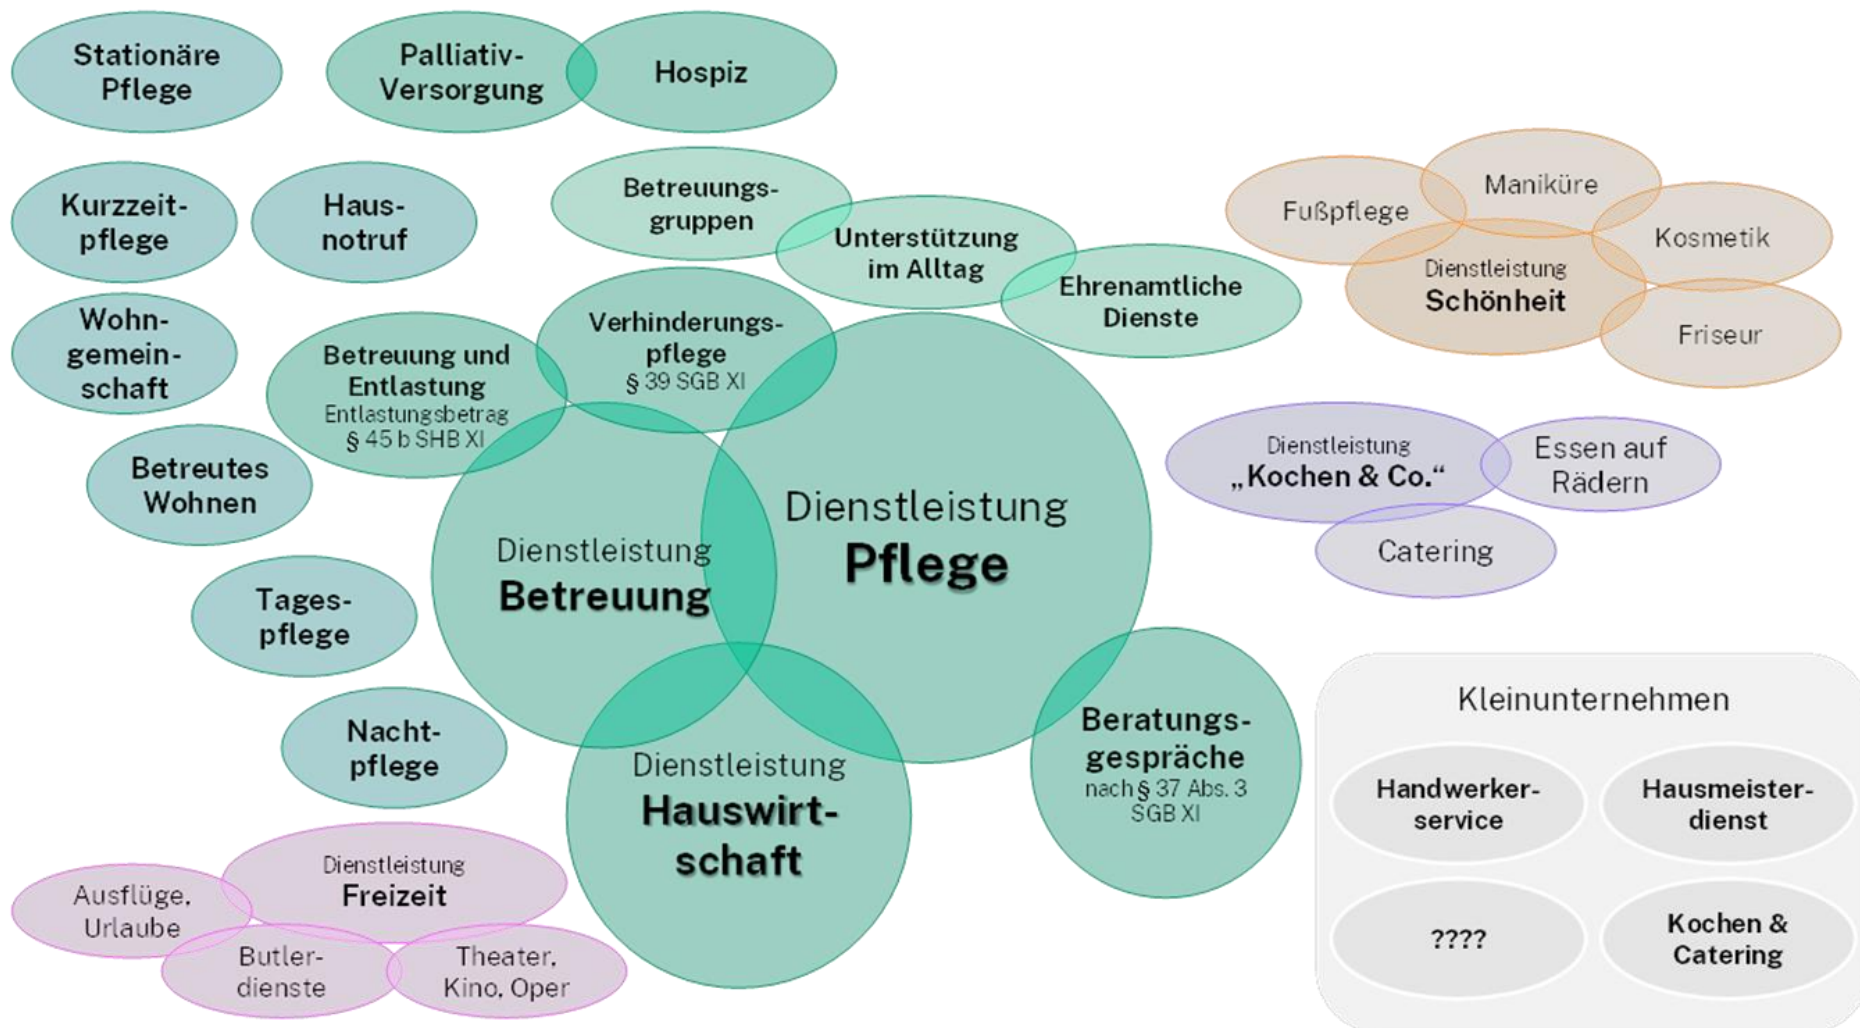 Stationäre
Pflege
Palliativ-
Versorgung
Hospiz
Kurzzeit-
pflege
Haus-
notruf
Betreuungs-
gruppen
Unterstützung
im Alltag
Ehrenamtliche
Dienste
Fußpflege
Maniküre
Kosmetik
Dienstleistung
Schönheit
Friseur
Wohn-
gemein-
schaft
Betreuung und
Entlastung
Entlastungsbetrag
§ 45 b SHB XI
Verhinderungs-
pflege
§ 39 SGB XI
Betreutes
Wohnen
Dienstleistung
„Kochen & Co.“
Essen auf
Rädern
Catering
Dienstleistung
Betreuung
Dienstleistung
Pflege
Tages-
pflege
Nacht-
pflege
Dienstleistung
Hauswirt-
schaft
Beratungs-
gespräche
nach § 37 Abs. 3
SGB XI
Kleinunternehmen
Handwerker-
service
Hausmeister-
dienst
????
Kochen &
Catering
Dienstleistung
Freizeit
Ausflüge,
Urlaube
Butler-
dienste
Theater,
Kino, Oper